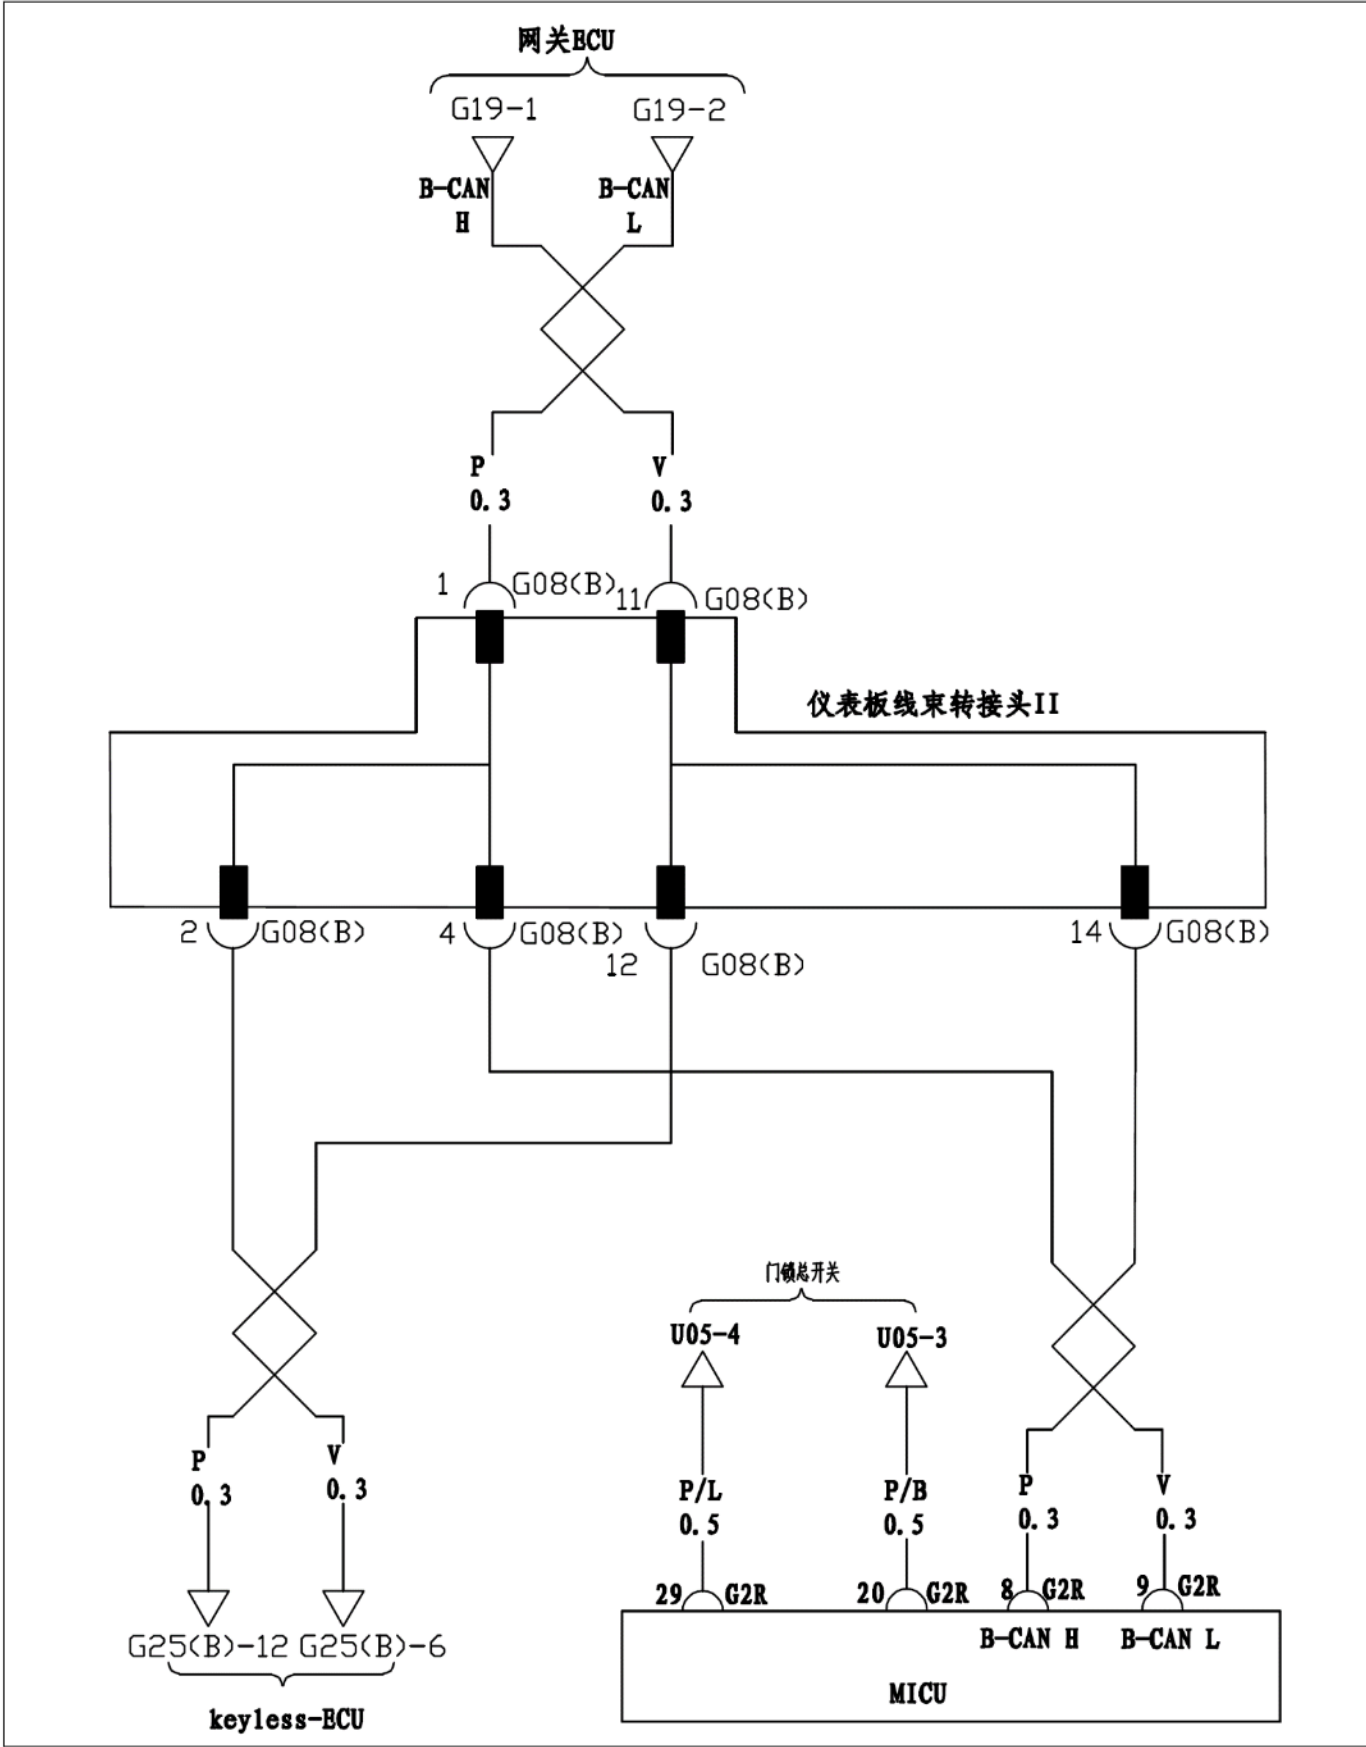 网关ECU
G19-1 G19-2
B-CAN B-CAN
H L
P V
0.3 0.3
1 G08(B) 11 G08(B)
仪表板线束转接头II
2 G08(B) 4 G08(B) 14 G08(B)
12 G08(B)
门锁总开关
U05-4 U05-3
P V
0.3 0.3
P/L P/B P V
0.5 0.5 0.3 0.3
29 G2R 20 G2R 8 G2R 9 G2R
G25(B)-12 G25(B)-6
B-CAN H B-CAN L
MICU
keyless-ECU